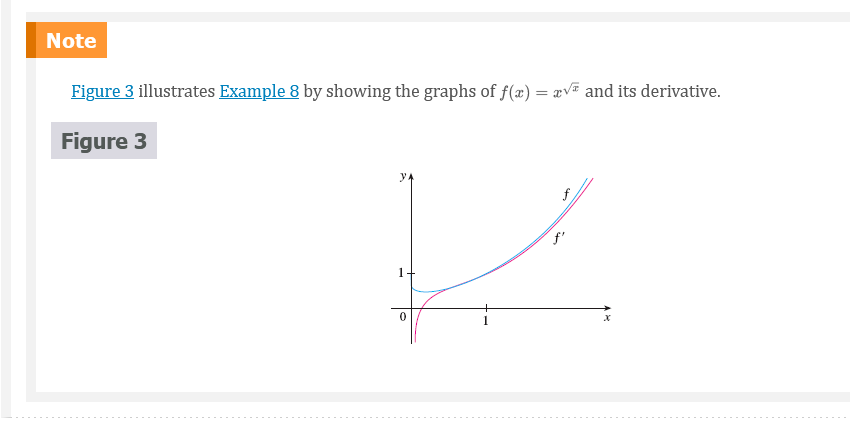 Note
Figure 3 illustrates Example 8 by showing the graphs of f(x) = x^√x and its derivative.
Figure 3
y
f
f′
1
0
1
x